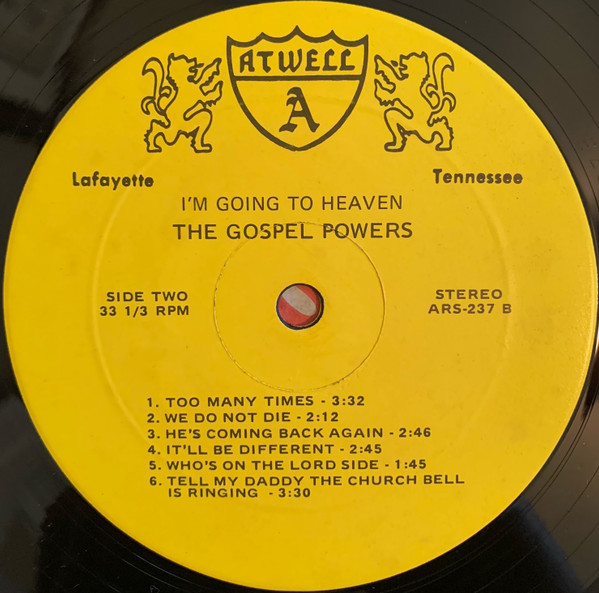 ATWELL
A
Lafayette Tennessee
I'M GOING TO HEAVEN
THE GOSPEL POWERS
SIDE TWO STEREO
33 1/3 RPM ARS-237 B
1. TOO MANY TIMES - 3:32
2. WE DO NOT DIE - 2:12
3. HE'S COMING BACK AGAIN - 2:46
4. IT'LL BE DIFFERENT - 2:45
5. WHO'S ON THE LORD SIDE - 1:45
6. TELL MY DADDY THE CHURCH BELL
IS RINGING - 3:30